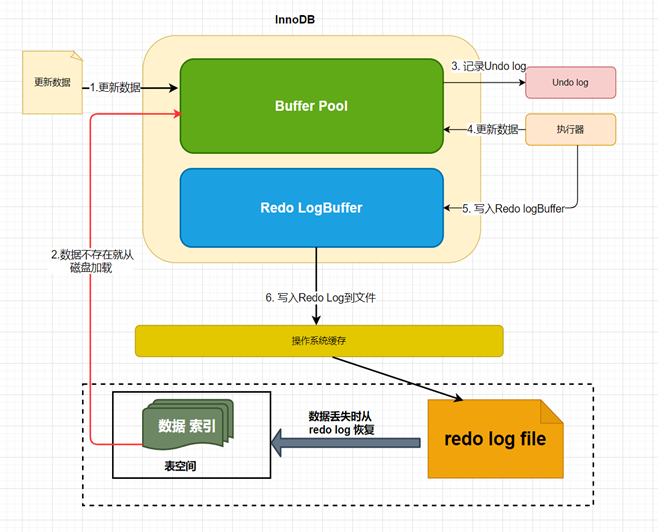 InnoDB
更新数据
1.更新数据
Buffer Pool
3. 记录Undo log
Undo log
4.更新数据
执行器
Redo LogBuffer
5. 写入Redo logBuffer
2.数据不存在就从
磁盘加载
6. 写入Redo Log到文件
操作系统缓存
数据 索引
表空间
数据丢失时从
redo log 恢复
redo log file